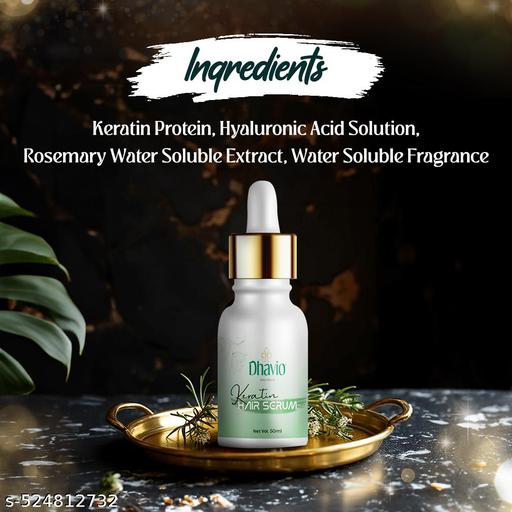 Ingredients
Keratin Protein, Hyaluronic Acid Solution,
Rosemary Water Soluble Extract, Water Soluble Fragrance
Dhavio
Keratin
HAIR SERUM
Net Vol. 50ml
s-524812732